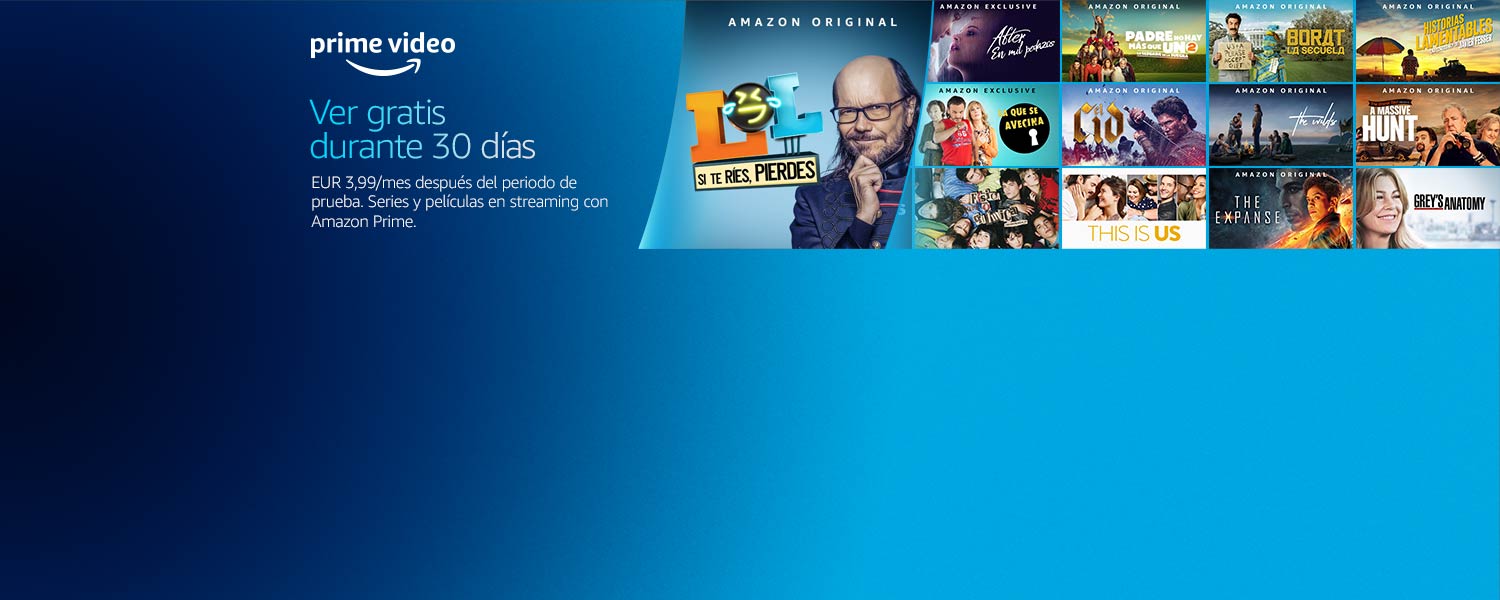 prime video
Ver gratis
durante 30 días
EUR 3,99/mes después del periodo de
prueba. Series y películas en streaming con
Amazon Prime.
AMAZON ORIGINAL
LOL
SI TE RÍES, PIERDES
AMAZON EXCLUSIVE
After
En mil pedazos
AMAZON ORIGINAL
PADRE NO HAY
MÁS QUE UNO 2
AMAZON ORIGINAL
BORAT
LA SECUELA
AMAZON ORIGINAL
HISTORIAS
LAMENTABLES
JAVIER FESSER
AMAZON EXCLUSIVE
LA QUE SE
AVECINA
AMAZON ORIGINAL
Cid
AMAZON ORIGINAL
the wilds
AMAZON ORIGINAL
A MASSIVE
HUNT
THIS IS US
AMAZON ORIGINAL
THE
EXPANSE
GREY'S ANATOMY